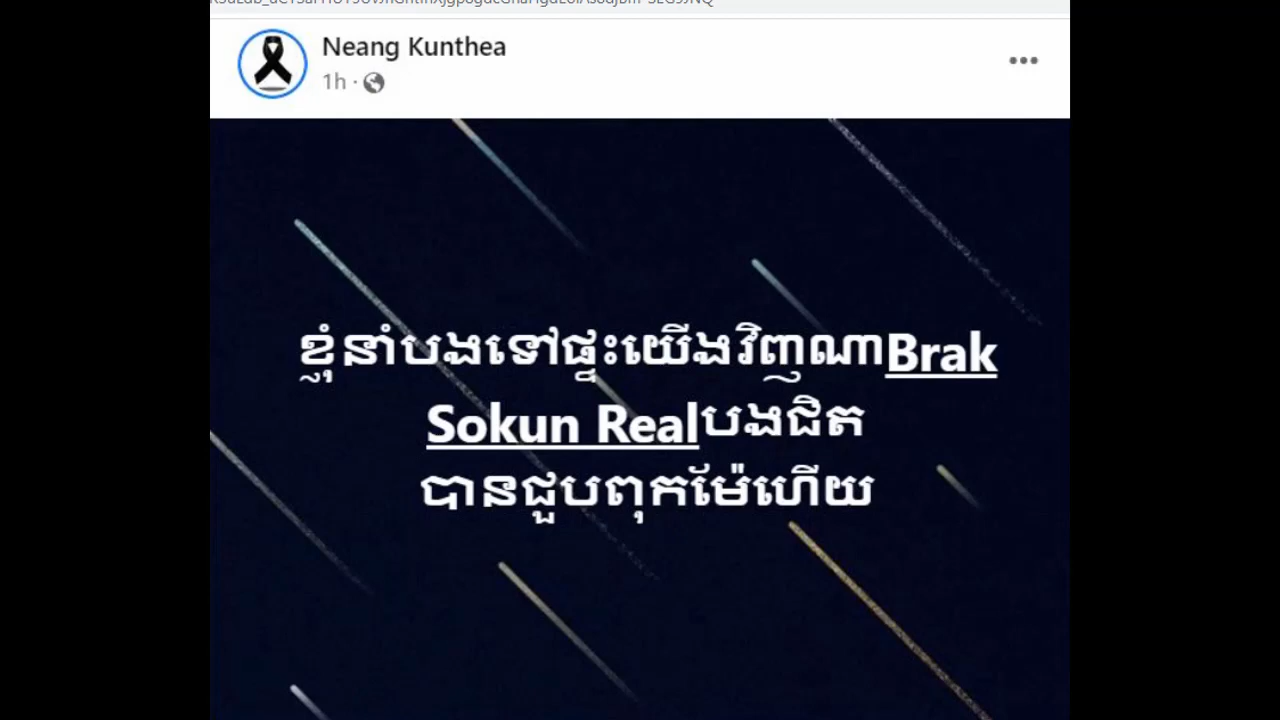 Neang Kunthea
1h ·
ខ្ញុំនាំបងទៅផ្ទះយើងវិញណាBrak
Sokun Realបងជិត
បានជួបពុកម៉ែហើយ